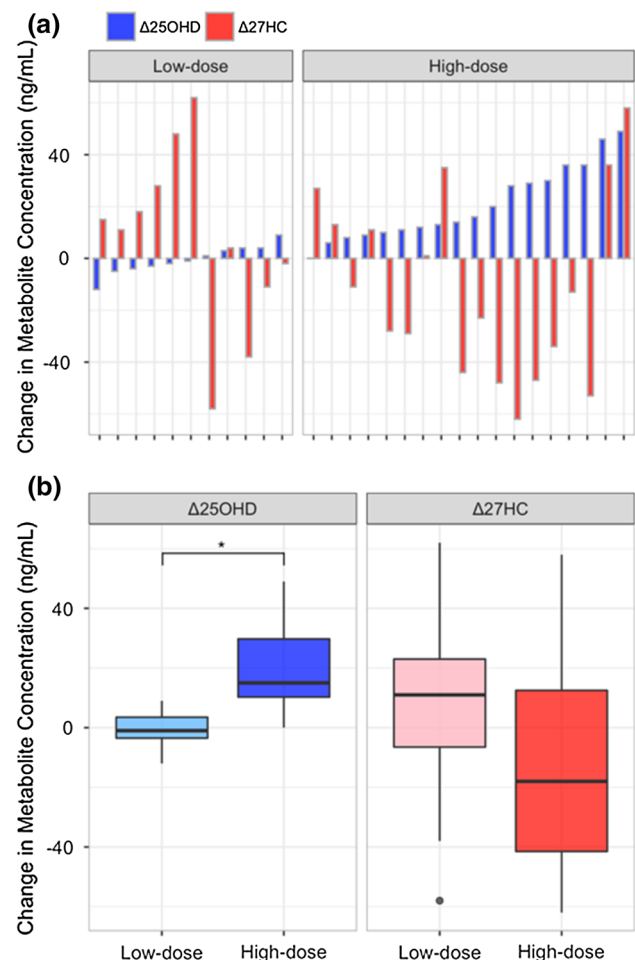 (a)
Δ25OHD Δ27HC
Low-dose High-dose
Change in Metabolite Concentration (ng/mL)
40
0
-40
(b)
Δ25OHD Δ27HC
Change in Metabolite Concentration (ng/mL)
*
40
0
-40
Low-dose High-dose Low-dose High-dose